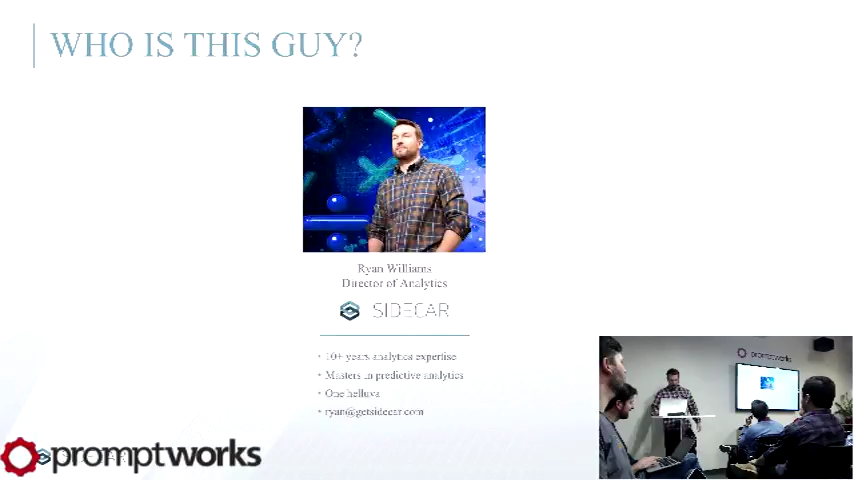 WHO IS THIS GUY?
Ryan Williams
Director of Analytics
SIDECAR
10+ years analytics expertise
Masters in predictive analytics
One helluva
ryan@getsidecar.com
promptworks
promptworks